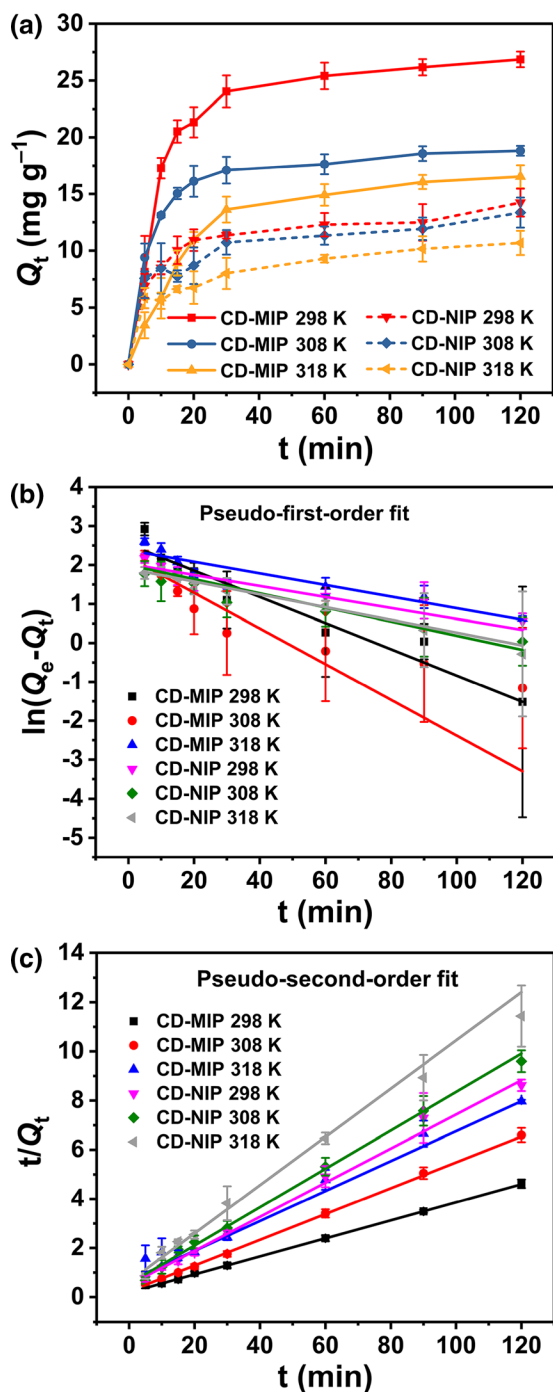 (a)
30
25
20
15
10
5
0
Qt (mg g–1)
CD-MIP 298 K CD-NIP 298 K
CD-MIP 308 K CD-NIP 308 K
CD-MIP 318 K CD-NIP 318 K
0 20 40 60 80 100 120
t (min)
(b)
4
3
2
1
0
-1
-2
-3
-4
-5
ln(Qe-Qt)
Pseudo-first-order fit
CD-MIP 298 K
CD-MIP 308 K
CD-MIP 318 K
CD-NIP 298 K
CD-NIP 308 K
CD-NIP 318 K
0 20 40 60 80 100 120
t (min)
(c)
14
12
10
8
6
4
2
0
t/Qt
Pseudo-second-order fit
CD-MIP 298 K
CD-MIP 308 K
CD-MIP 318 K
CD-NIP 298 K
CD-NIP 308 K
CD-NIP 318 K
0 20 40 60 80 100 120
t (min)